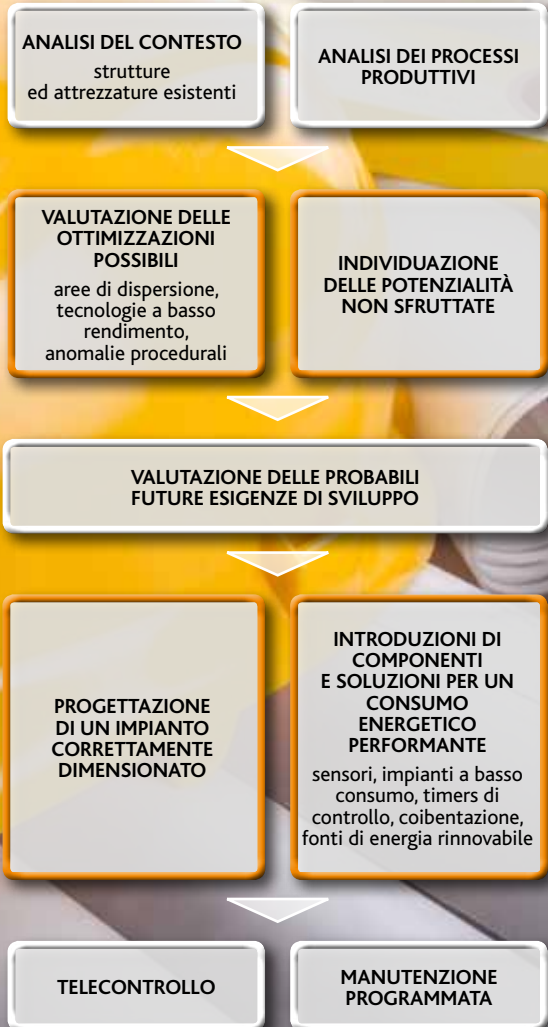 ANALISI DEL CONTESTO
strutture
ed attrezzature esistenti
ANALISI DEI PROCESSI
PRODUTTIVI
VALUTAZIONE DELLE
OTTIMIZZAZIONI
POSSIBILI
aree di dispersione,
tecnologie a basso
rendimento,
anomalie procedurali
INDIVIDUAZIONE
DELLE POTENZIALITÀ
NON SFRUTTATE
VALUTAZIONE DELLE PROBABILI
FUTURE ESIGENZE DI SVILUPPO
PROGETTAZIONE
DI UN IMPIANTO
CORRETTAMENTE
DIMENSIONATO
INTRODUZIONI DI
COMPONENTI
E SOLUZIONI PER UN
CONSUMO
ENERGETICO
PERFORMANTE
sensori, impianti a basso
consumo, timers di
controllo, coibentazione,
fonti di energia rinnovabile
TELECONTROLLO
MANUTENZIONE
PROGRAMMATA